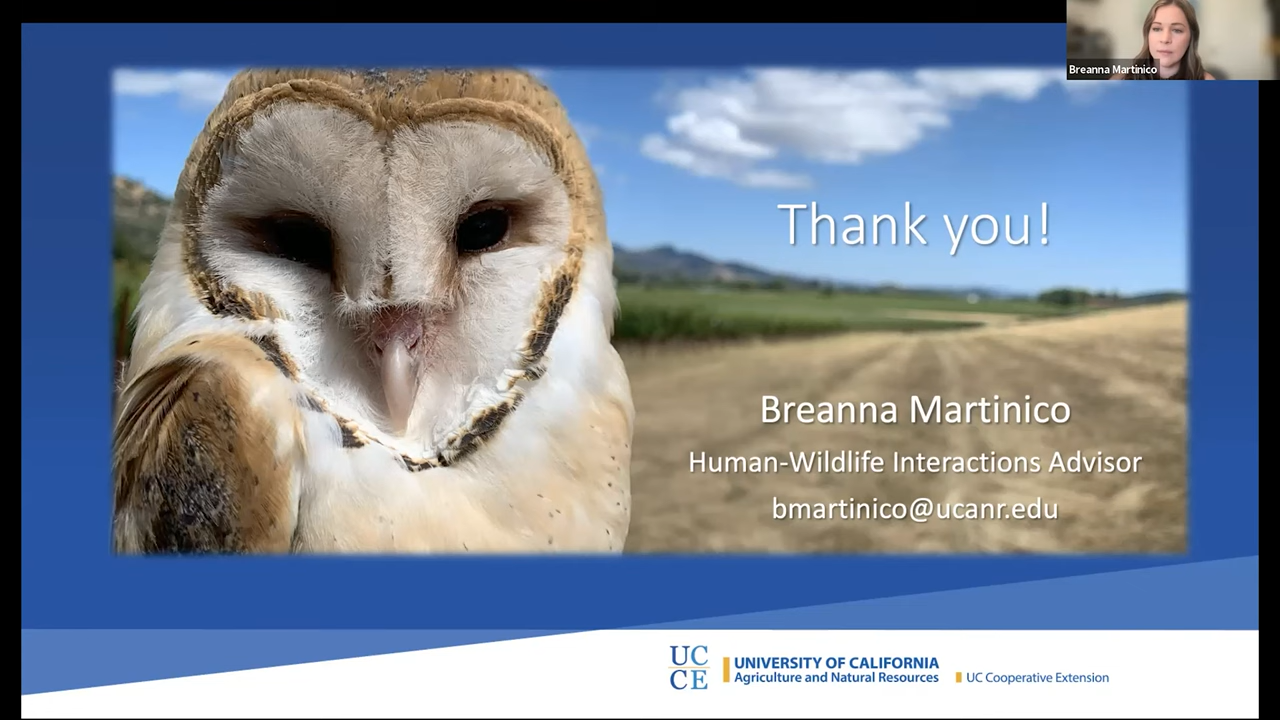 Breanna Martinico
Thank you!
Breanna Martinico
Human-Wildlife Interactions Advisor
bmartinico@ucanr.edu
UC
CE
UNIVERSITY OF CALIFORNIA
Agriculture and Natural Resources
UC Cooperative Extension